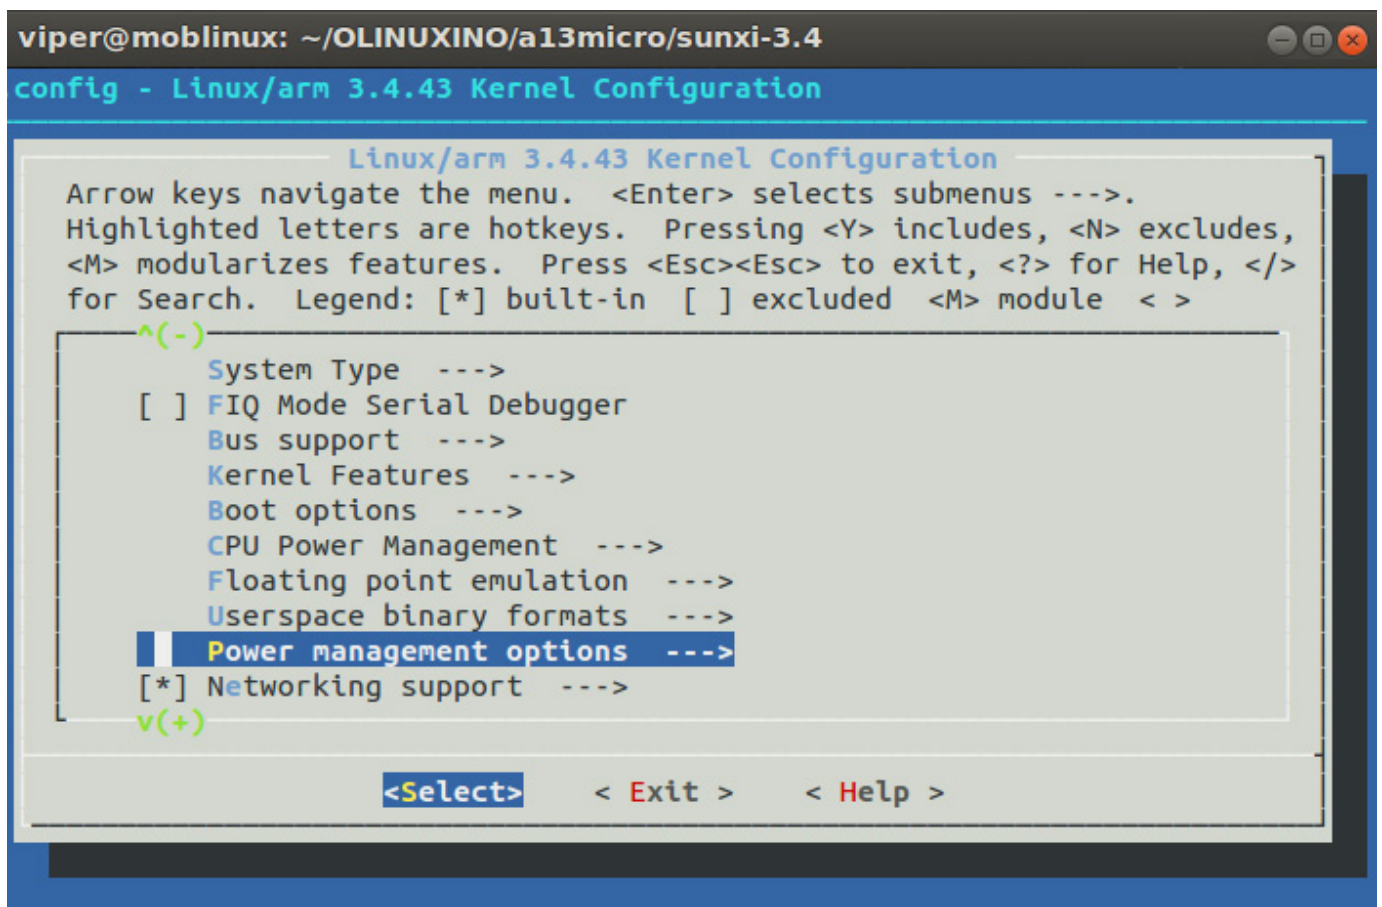 viper@moblinux: ~/OLINUXINO/a13micro/sunxi-3.4
config - Linux/arm 3.4.43 Kernel Configuration
Linux/arm 3.4.43 Kernel Configuration
Arrow keys navigate the menu.  <Enter> selects submenus --->.
Highlighted letters are hotkeys.  Pressing <Y> includes, <N> excludes,
<M> modularizes features.  Press <Esc><Esc> to exit, <?> for Help, </>
for Search.  Legend: [*] built-in  [ ] excluded  <M> module  < >
^(-)
System Type  --->
[ ] FIQ Mode Serial Debugger
Bus support  --->
Kernel Features  --->
Boot options  --->
CPU Power Management  --->
Floating point emulation  --->
Userspace binary formats  --->
Power management options  --->
[*] Networking support  --->
v(+)
<Select>    < Exit >    < Help >